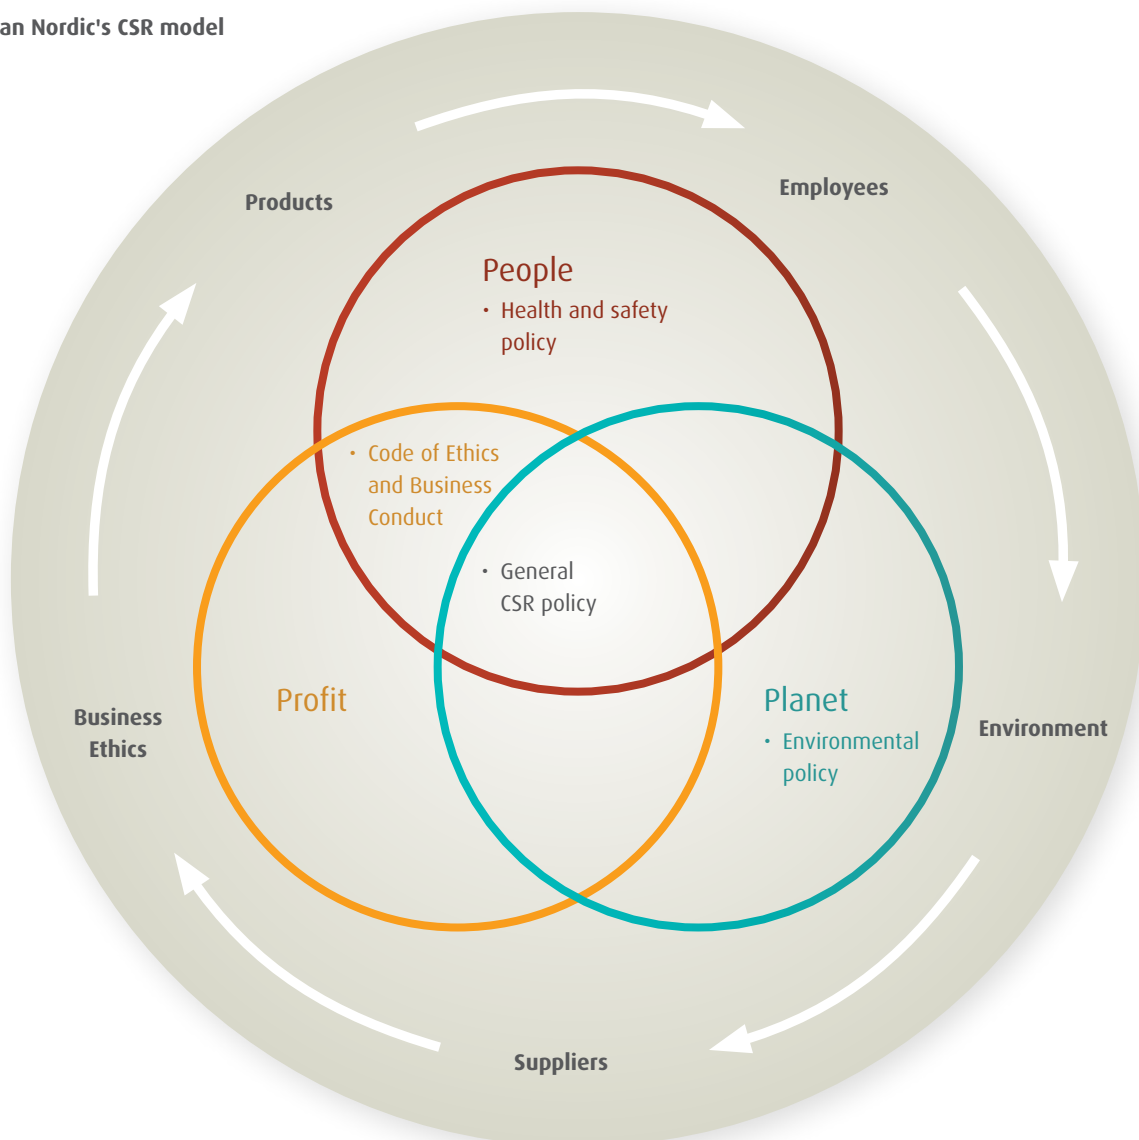 an Nordic's CSR model
Products
Employees
People
• Health and safety
policy
• Code of Ethics
and Business
Conduct
• General
CSR policy
Profit
Planet
• Environmental
policy
Business
Ethics
Environment
Suppliers